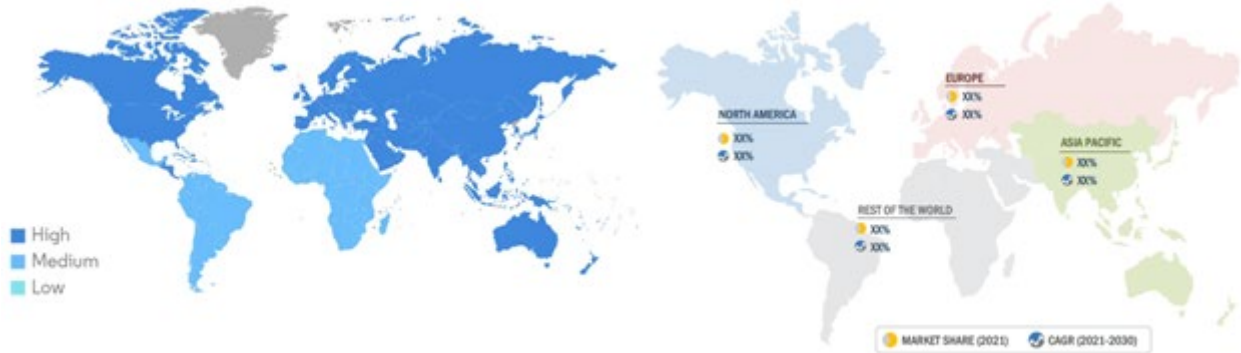 High
Medium
Low
EUROPE
XX%
XX%
NORTH AMERICA
XX%
XX%
ASIA PACIFIC
XX%
XX%
REST OF THE WORLD
XX%
XX%
MARKET SHARE (2021) CAGR (2021-2030)